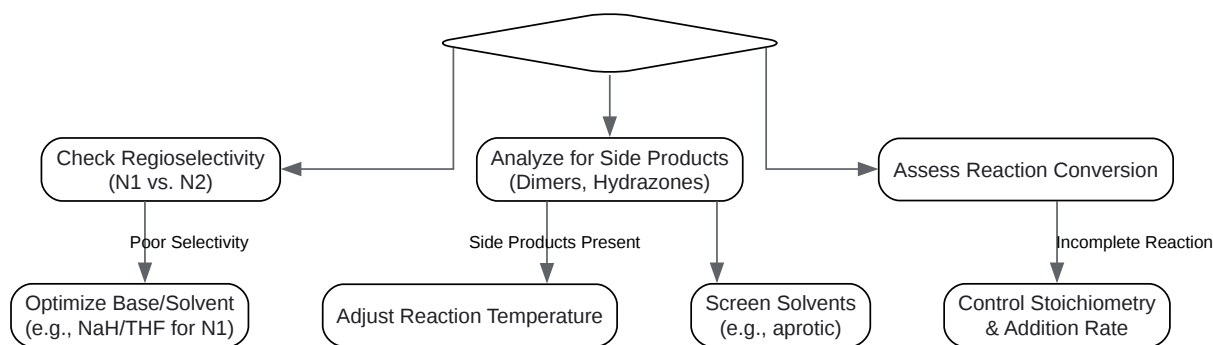 Check Regioselectivity
(N1 vs. N2)
Analyze for Side Products
(Dimers, Hydrazones)
Assess Reaction Conversion
Poor Selectivity
Side Products Present
Incomplete Reaction
Optimize Base/Solvent
(e.g., NaH/THF for N1)
Adjust Reaction Temperature
Screen Solvents
(e.g., aprotic)
Control Stoichiometry
& Addition Rate